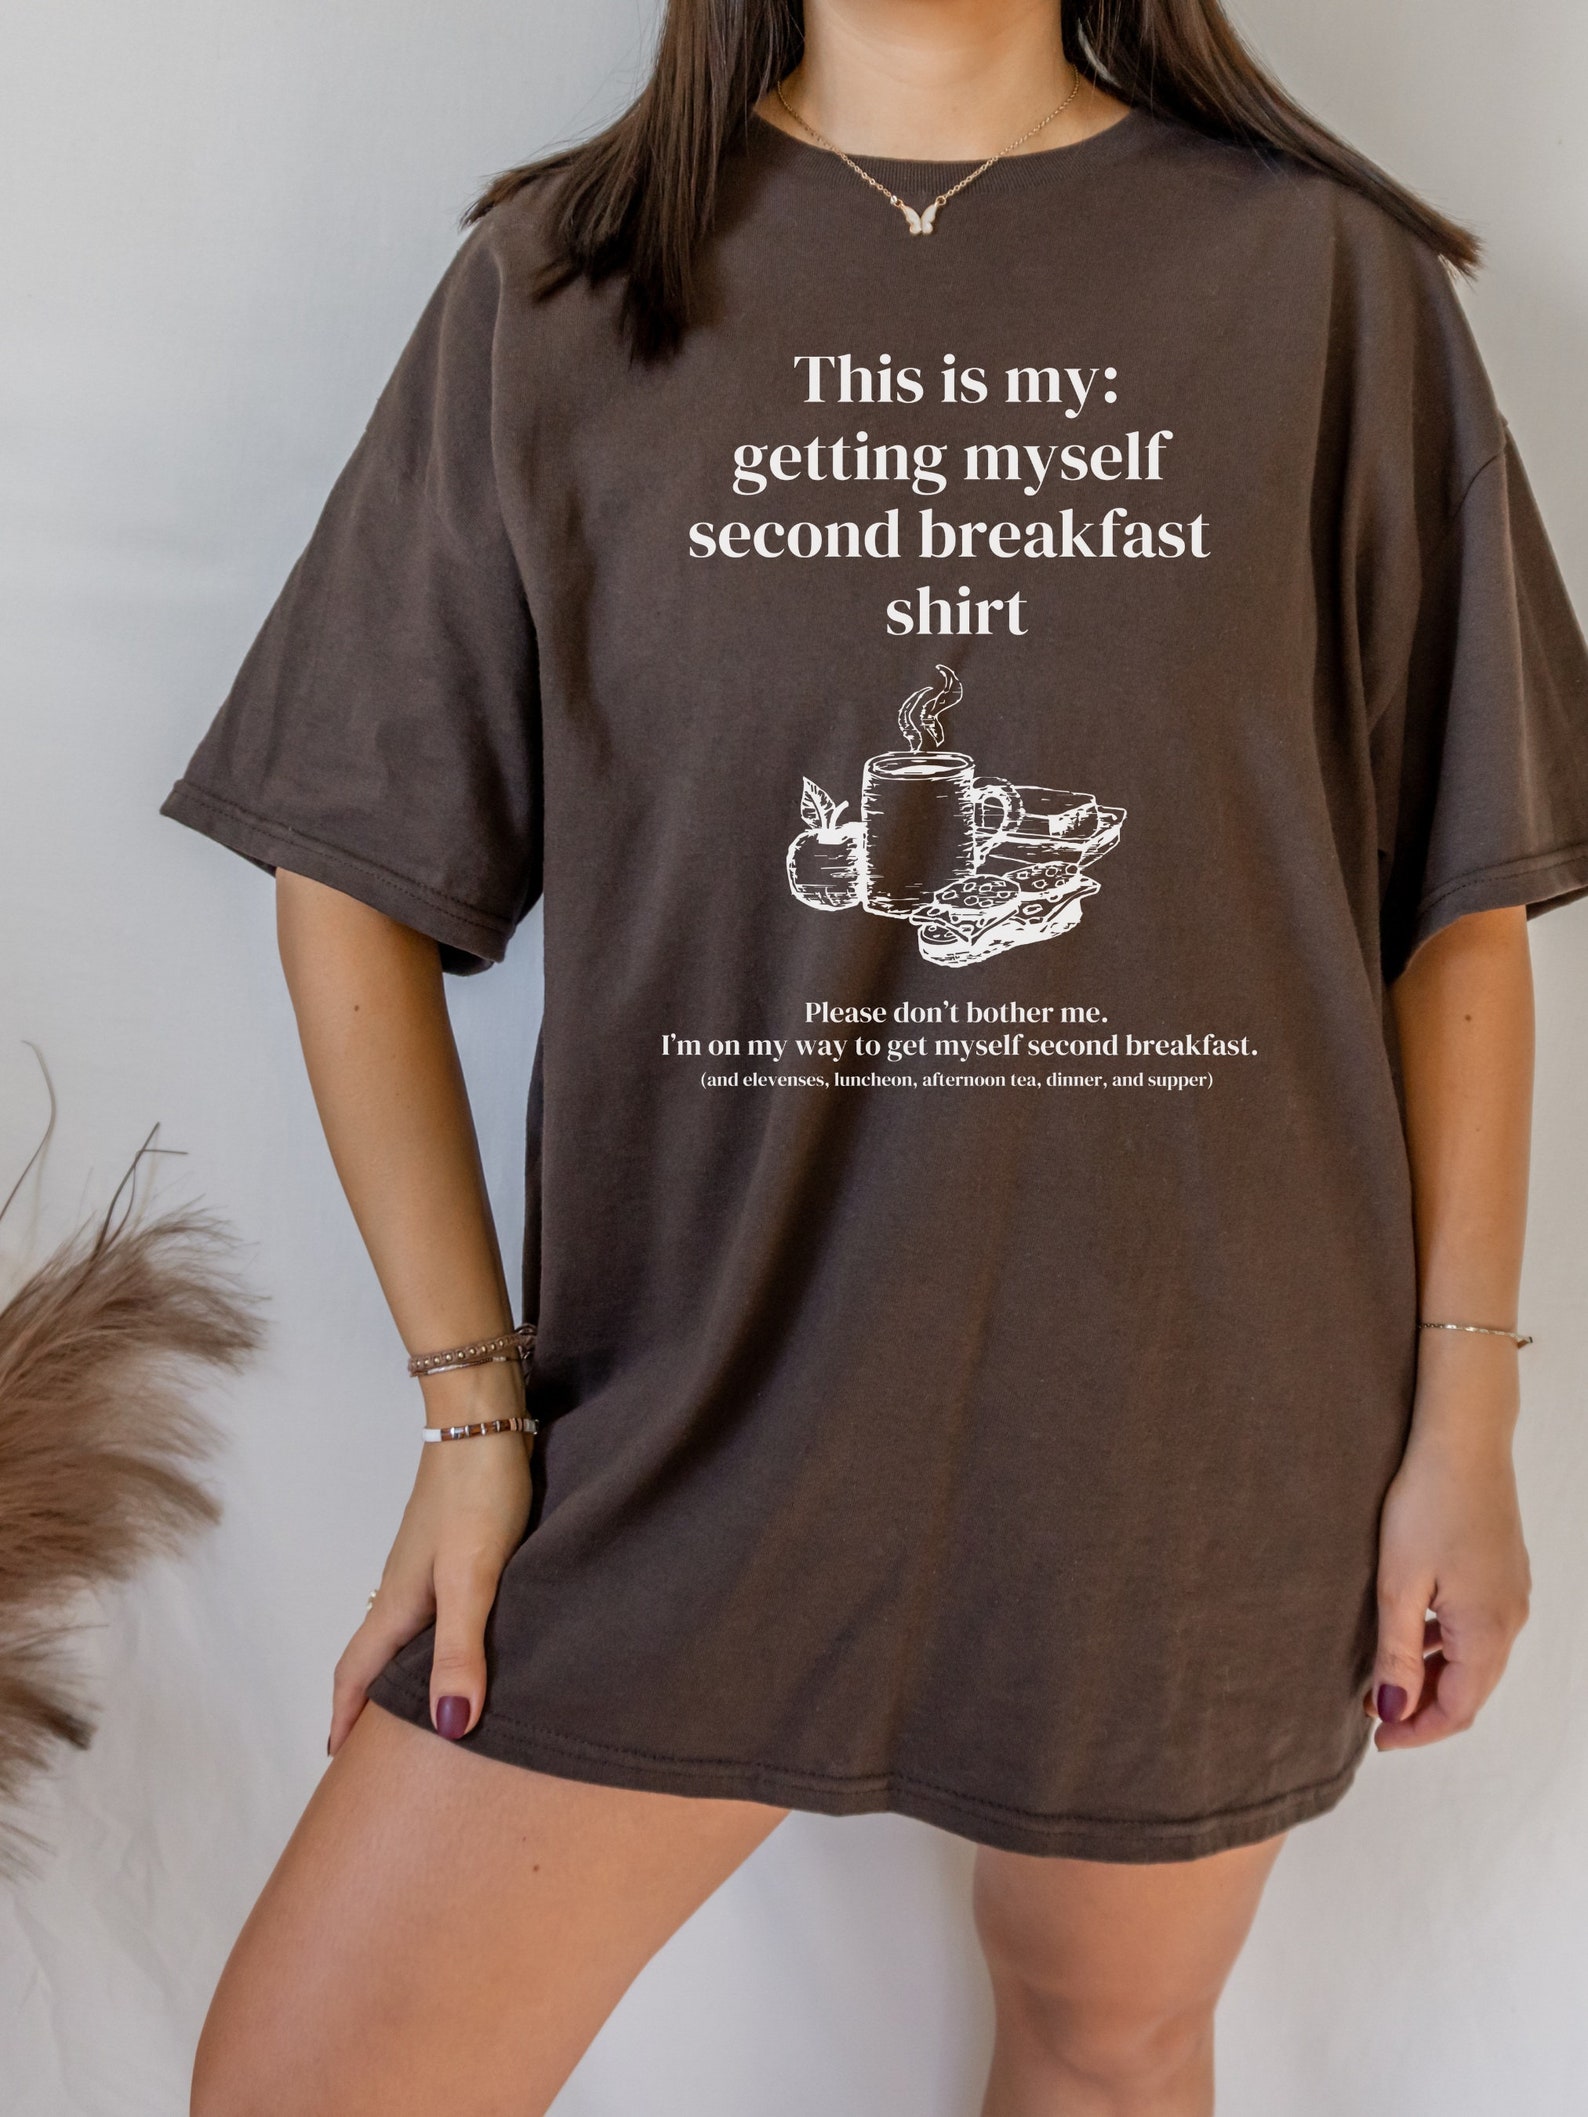 This is my:
getting myself
second breakfast
shirt
Please don't bother me.
I'm on my way to get myself second breakfast.
(and elevenses, luncheon, afternoon tea, dinner, and supper)